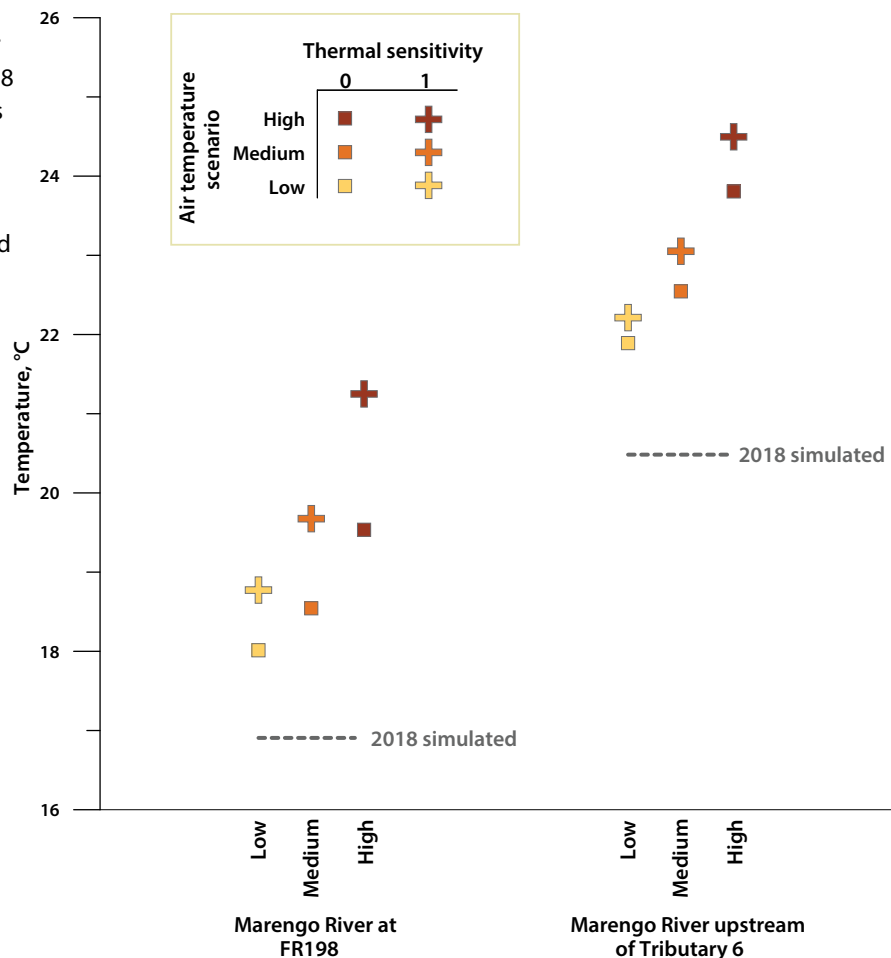 8
s
d
26
24
22
20
18
16
Temperature, °C
Thermal sensitivity
0 1
Air temperature
scenario
High
Medium
Low
2018 simulated
2018 simulated
Low
Medium
High
Low
Medium
High
Marengo River at
FR198
Marengo River upstream
of Tributary 6